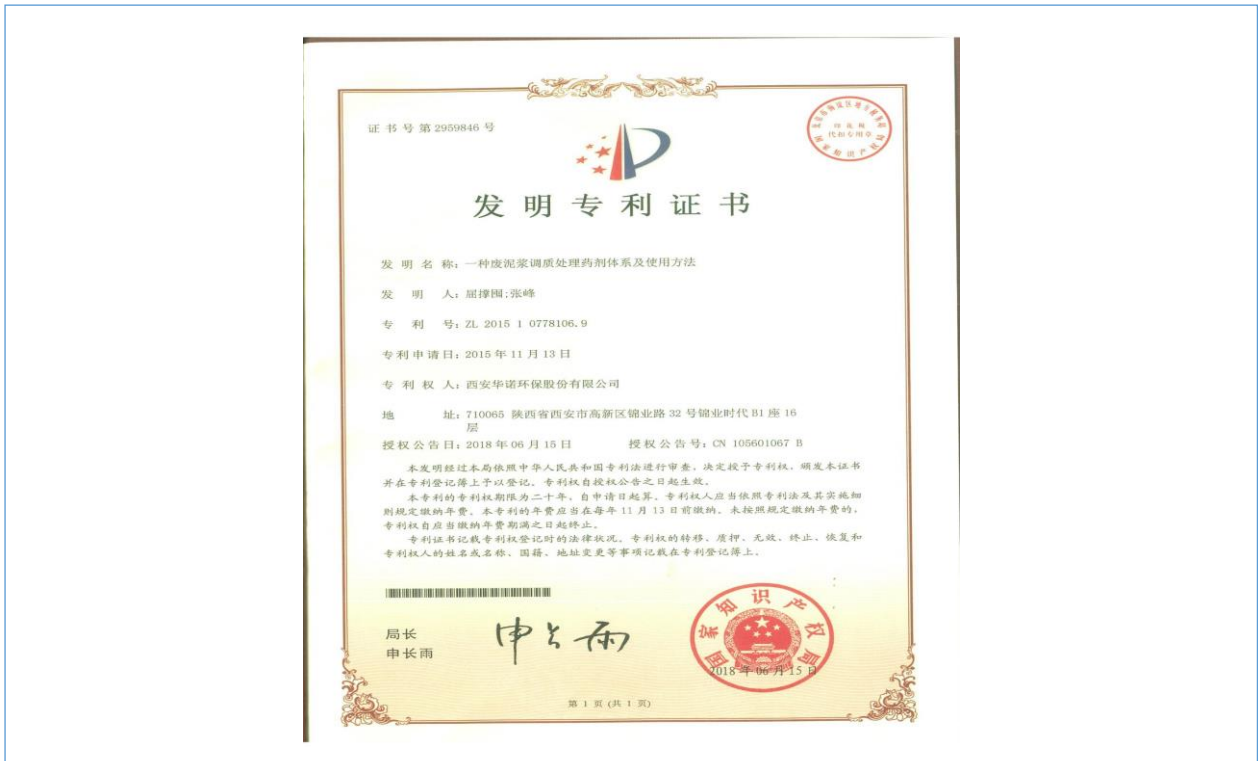 证书号第2959846号
印花税
代扣专用章
发明专利证书
发明名称：一种废泥浆调质处理药剂体系及使用方法
发明人：屈撑囤;张峰
专利号：ZL 2015 1 0778106.9
专利申请日：2015年11月13日
专利权人：西安华诺环保股份有限公司
地址：710065 陕西省西安市高新区锦业路32号锦业时代B1座16
层
授权公告日：2018年06月15日 授权公告号：CN 105601067 B
本发明经过本局依照中华人民共和国专利法进行审查，决定授予专利权，颁发本证书
并在专利登记簿上予以登记。专利权自授权公告之日起生效。
本专利的专利权期限为二十年，自申请日起算。专利权人应当依照专利法及其实施细
则规定缴纳年费。本专利的年费应当在每年11月13日前缴纳。未按照规定缴纳年费的，
专利权自应当缴纳年费期满之日起终止。
专利证书记载专利权登记时的法律状况。专利权的转移、质押、无效、终止、恢复和
专利权人的姓名或名称、国籍、地址变更等事项记载在专利登记簿上。
局长
申长雨
申长雨
国家知识产权局
2018年06月15日
第1页(共1页)